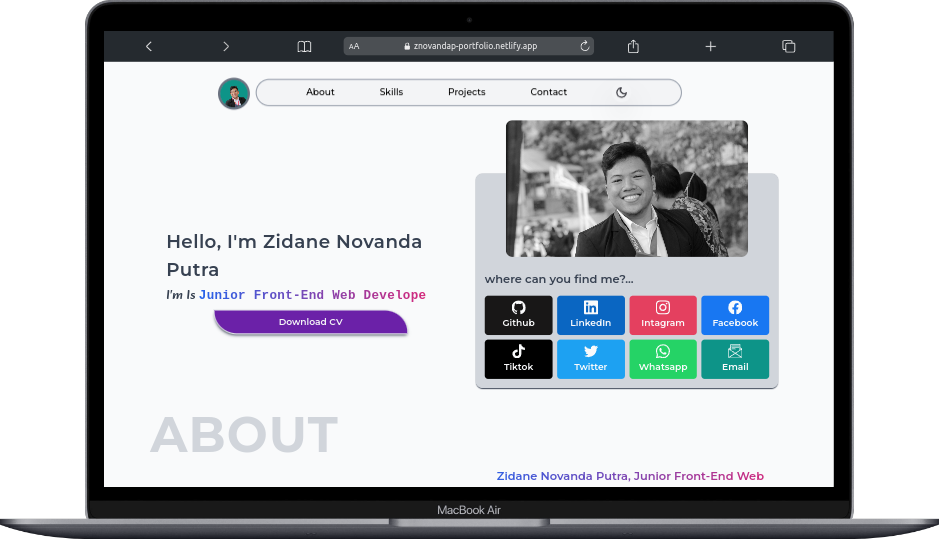 AA znovandap-portfolio.netlify.app
About Skills Projects Contact
Hello, I'm Zidane Novanda
Putra
I'm Is Junior Front-End Web Develope
Download CV
where can you find me?...
Github LinkedIn Intagram Facebook
Tiktok Twitter Whatsapp Email
ABOUT
Zidane Novanda Putra, Junior Front-End Web
MacBook Air